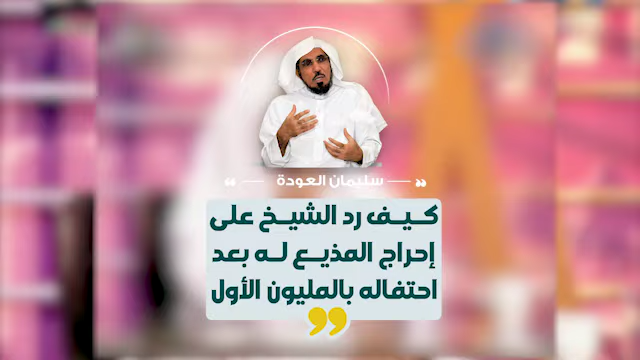 سليمان العودة
كيف رد الشيخ على
إحراج المذيع له بعد
احتفاله بالمليون الأول